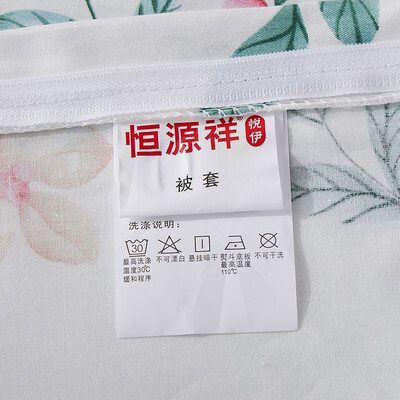 恒源祥® 悦伊
被套
洗涤说明:
30
最高洗涤 不可漂白 悬挂晾干 熨斗底板 不可干洗
温度30℃ 最高温度
缓和程序 110℃